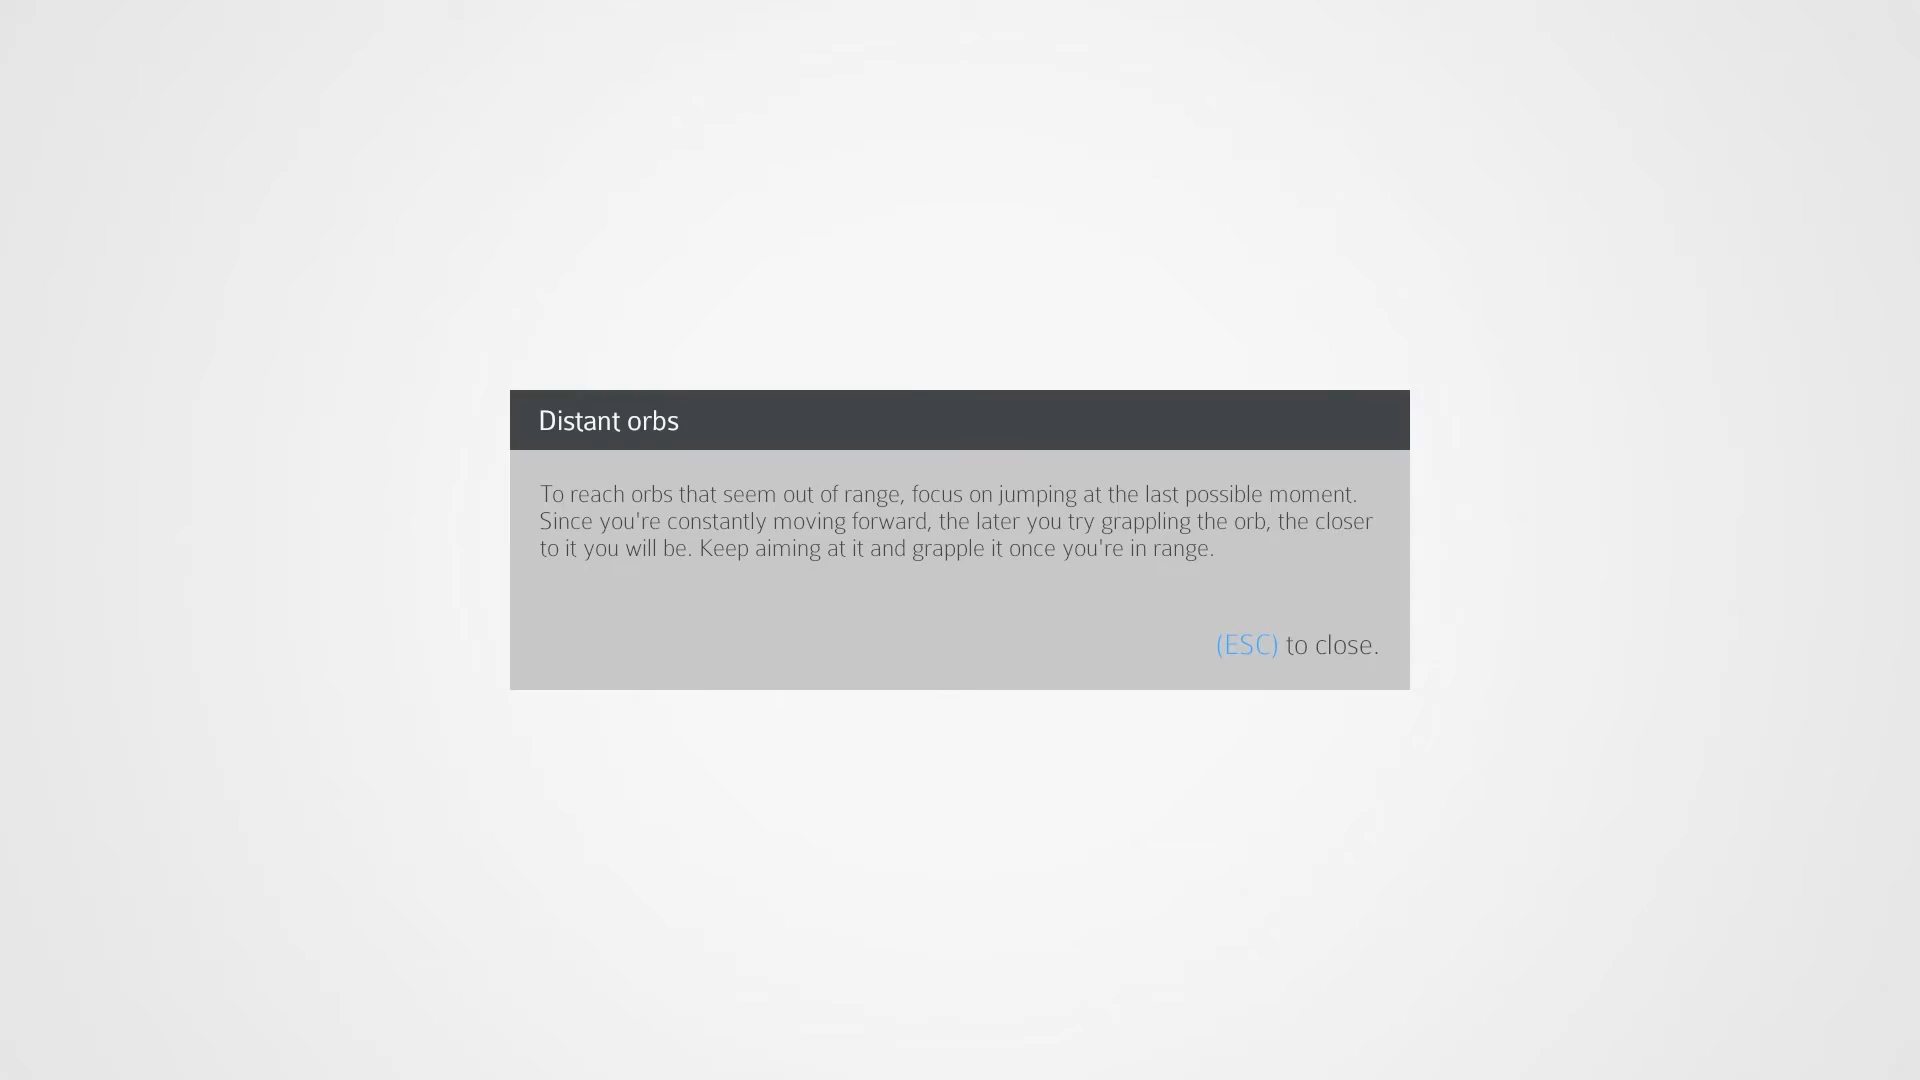 Distant orbs
To reach orbs that seem out of range, focus on jumping at the last possible moment.
Since you're constantly moving forward, the later you try grappling the orb, the closer
to it you will be. Keep aiming at it and grapple it once you're in range.
(ESC) to close.